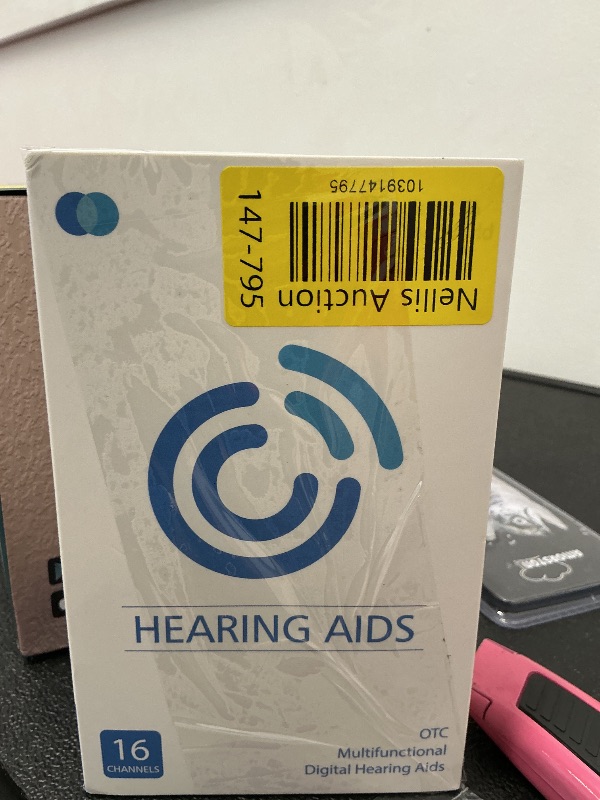 1039147795
147-795
Nellis Auction
HEARING AIDS
16
CHANNELS
OTC
Multifunctional
Digital Hearing Aids